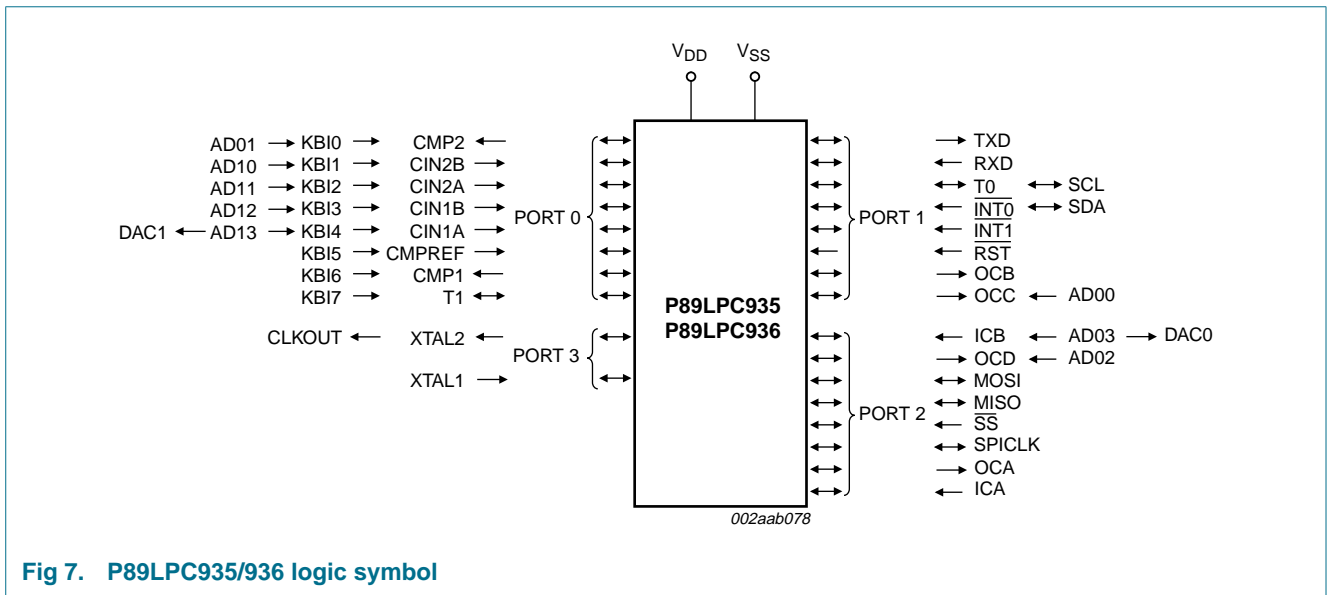 VDD VSS
AD01 KBI0 CMP2 TXD
AD10 KBI1 CIN2B RXD
AD11 KBI2 CIN2A T0 SCL
AD12 KBI3 CIN1B PORT 0 PORT 1 INT0 SDA
DAC1 AD13 KBI4 CIN1A INT1
KBI5 CMPREF RST
KBI6 CMP1 OCB
KBI7 T1 OCC AD00
P89LPC935
P89LPC936
CLKOUT XTAL2 ICB AD03 DAC0
PORT 3 OCD AD02
XTAL1 MOSI
MISO
PORT 2
SS
SPICLK
OCA
ICA
002aab078
Fig 7. P89LPC935/936 logic symbol